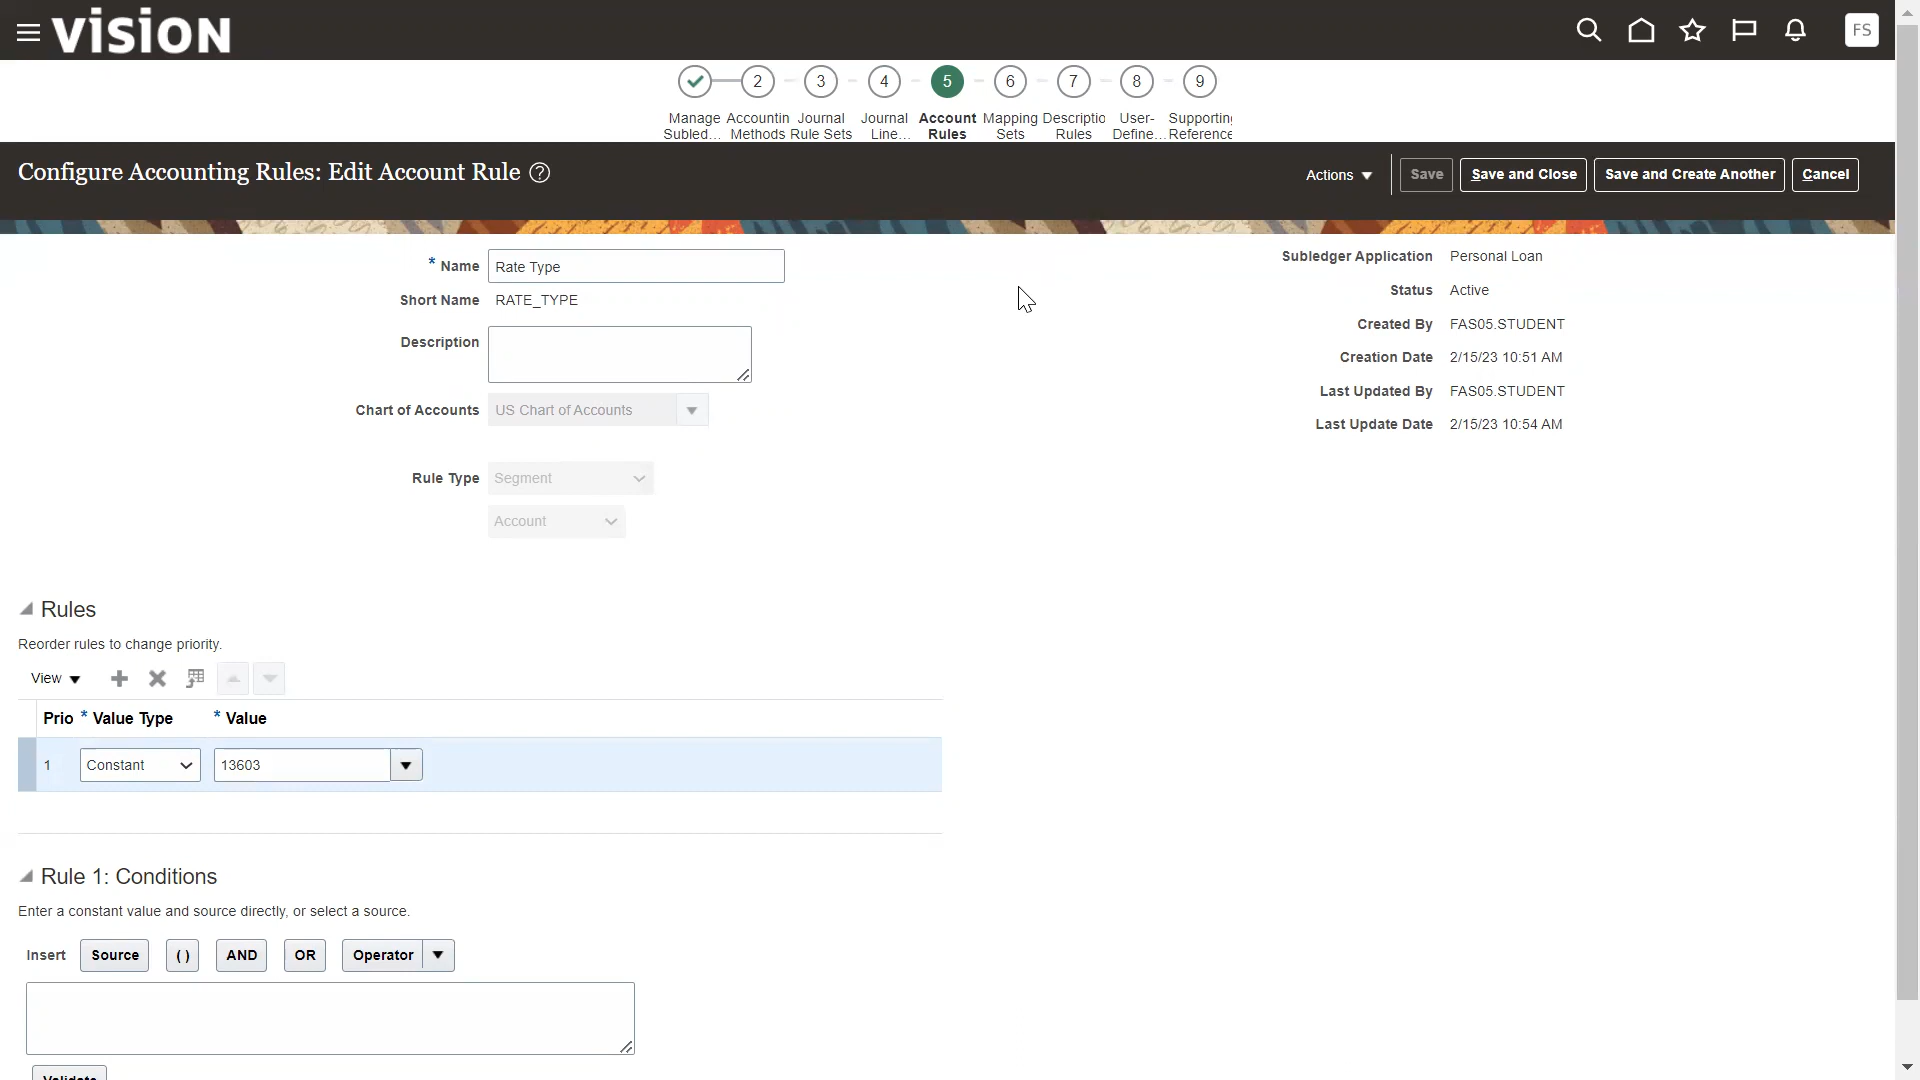 VISION
FS
2 3 4 5 6 7 8 9
Manage Accountin Journal Journal Account Mapping Descriptio User- Supporting
Subled... Methods Rule Sets Line... Rules Sets Rules Define... Reference
Configure Accounting Rules: Edit Account Rule
Actions Save Save and Close Save and Create Another Cancel
* Name Rate Type
Short Name RATE_TYPE
Description
Chart of Accounts US Chart of Accounts
Rule Type Segment
Account
Subledger Application Personal Loan
Status Active
Created By FAS05.STUDENT
Creation Date 2/15/23 10:51 AM
Last Updated By FAS05.STUDENT
Last Update Date 2/15/23 10:54 AM
Rules
Reorder rules to change priority.
View
Prio * Value Type * Value
1 Constant 13603
Rule 1: Conditions
Enter a constant value and source directly, or select a source.
Insert Source ( ) AND OR Operator
Validate